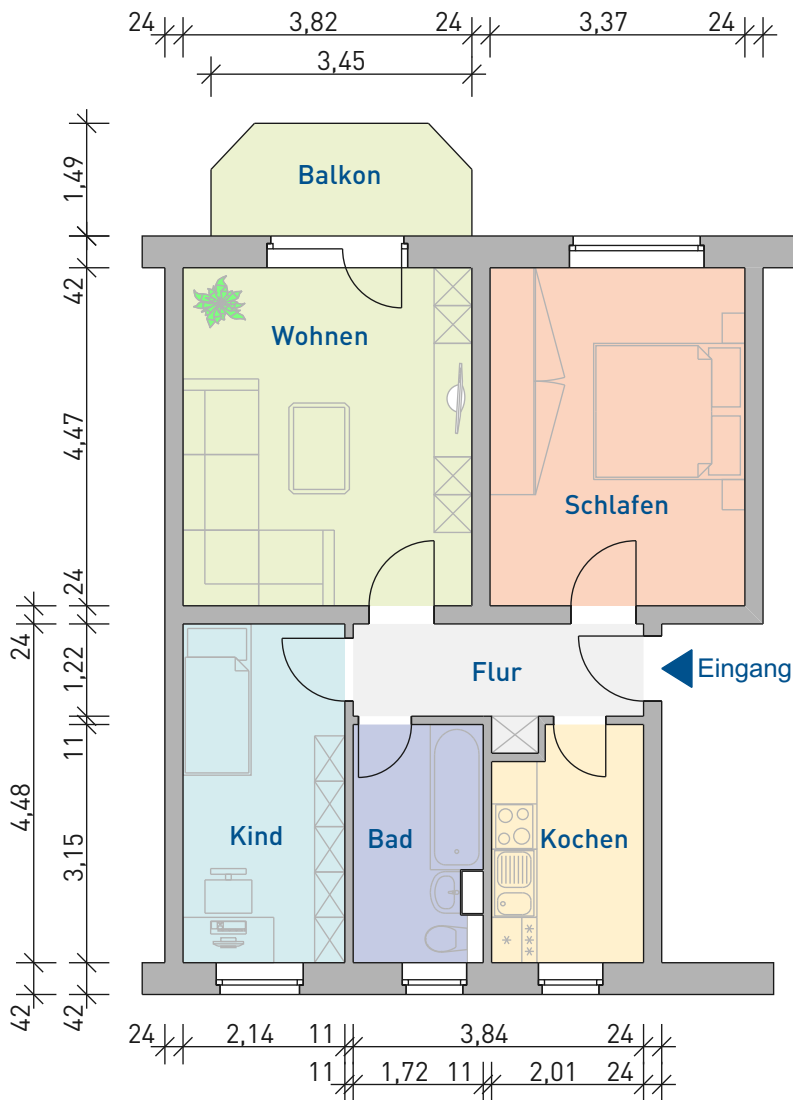 24 3,82 24 3,37 24
3,45
1,49
42
4,47
24
24
1,22
11
4,48
3,15
42
42
Balkon
Wohnen
Schlafen
Flur
Eingang
Kind
Bad
Kochen
24 2,14 11 3,84 24
11 1,72 11 2,01 24